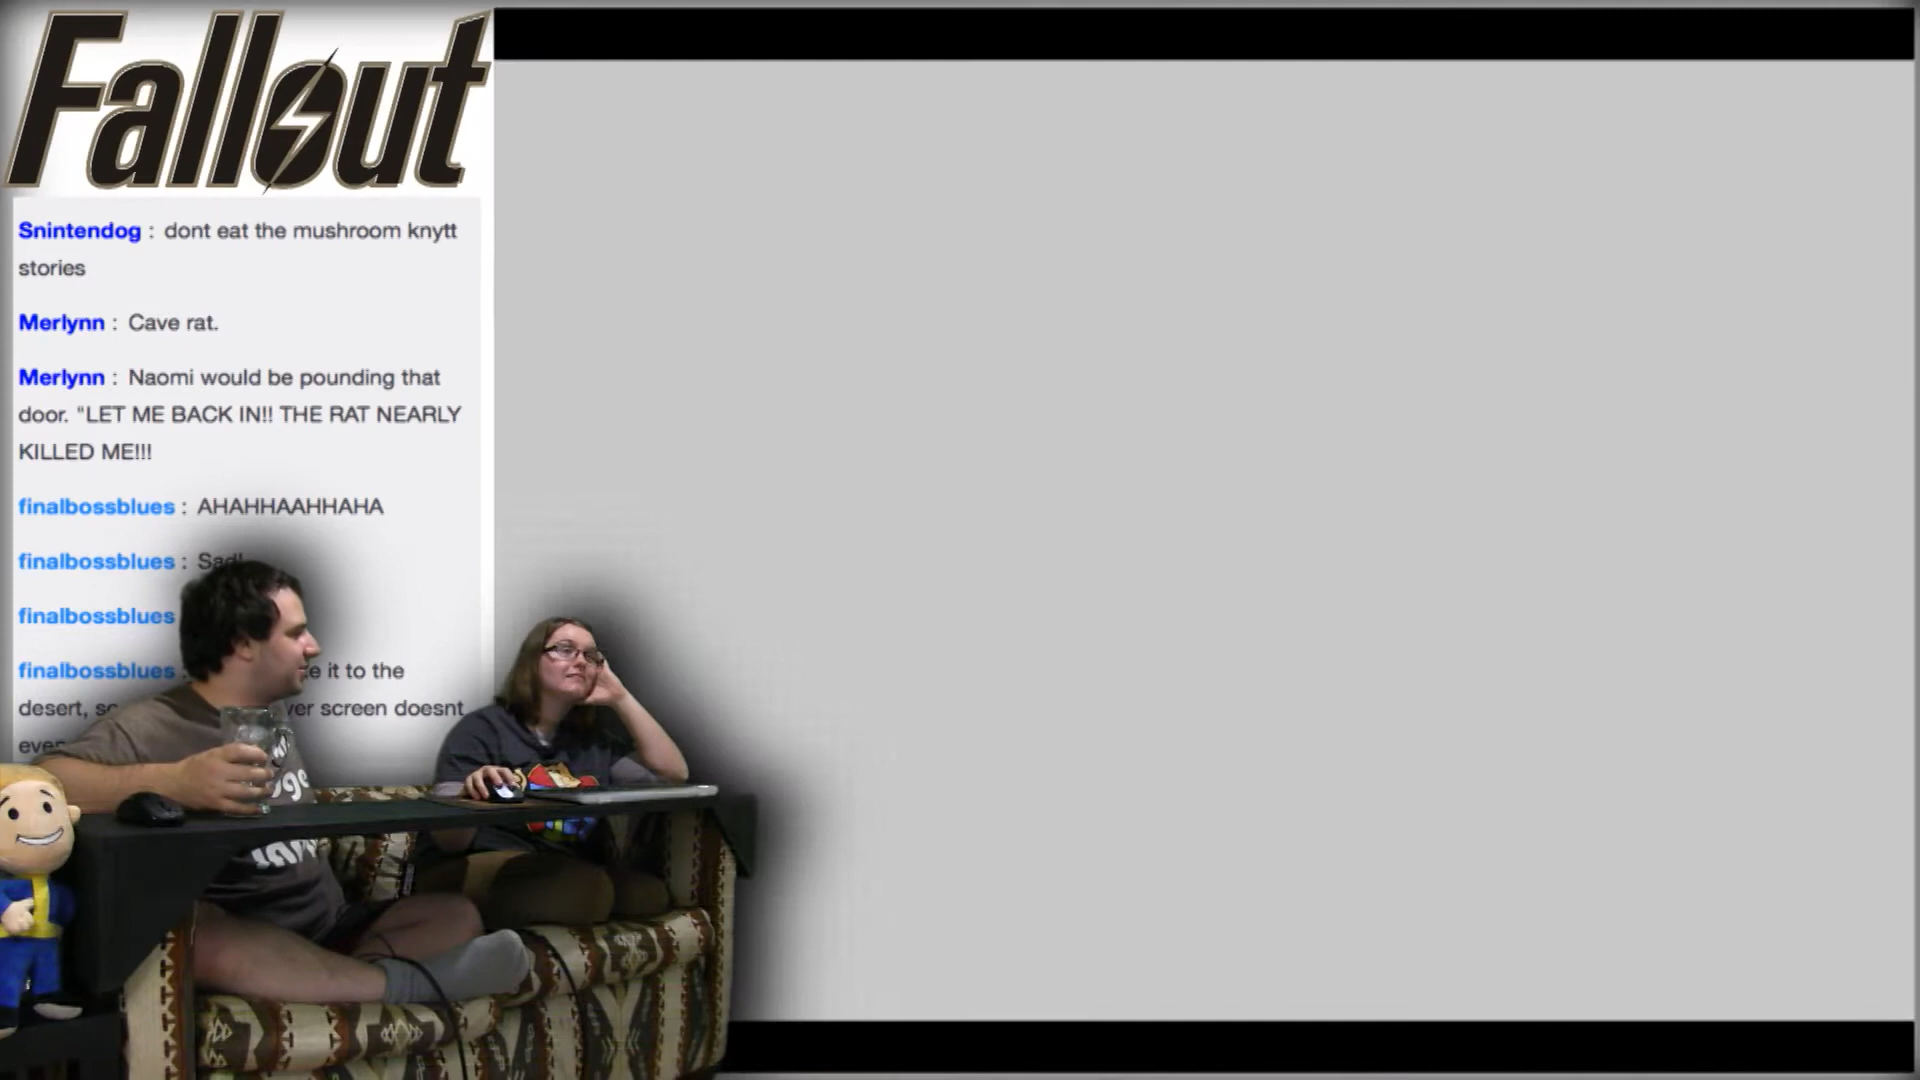 Fallout
Snintendog : dont eat the mushroom knytt
stories
Merlynn : Cave rat.
Merlynn : Naomi would be pounding that
door. "LET ME BACK IN!! THE RAT NEARLY
KILLED ME!!!
finalbossblues : AHAHHAAHHAHA
finalbossblues : Sad!
finalbossblues
finalbossblues it to the
desert, screen doesnt